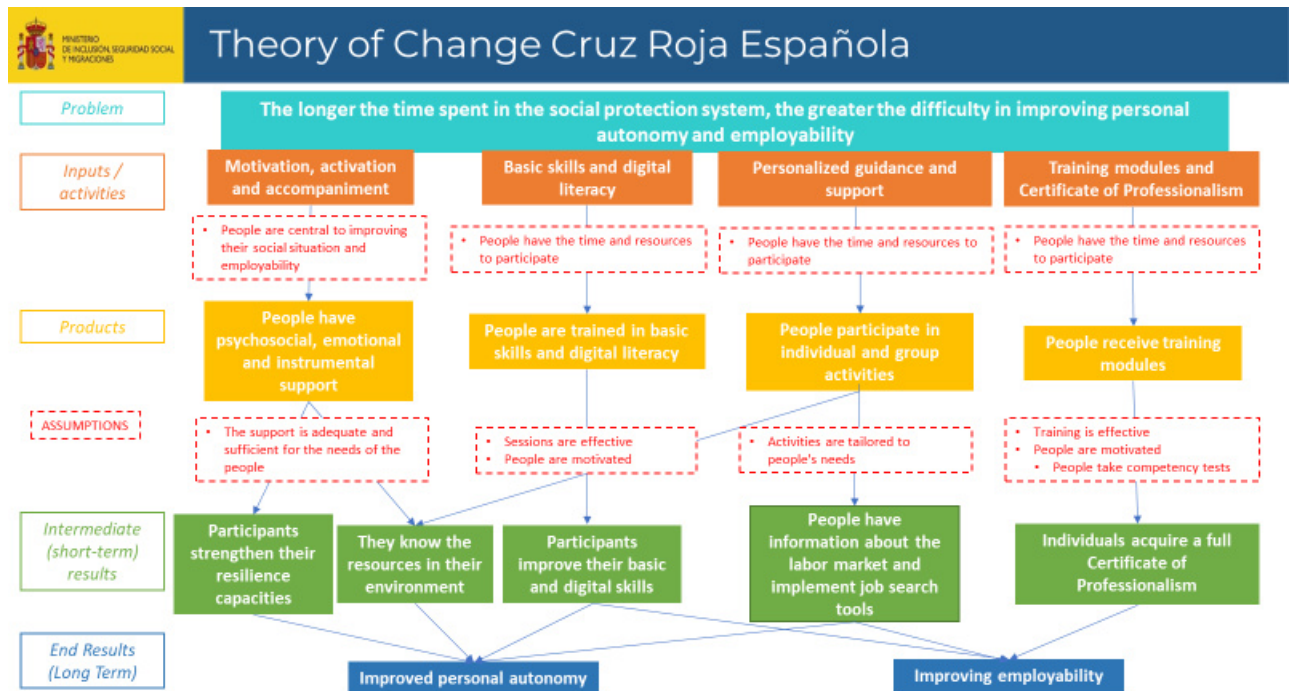 MINISTERIO
DE INCLUSIÓN, SEGURIDAD SOCIAL
Y MIGRACIONES
Theory of Change Cruz Roja Española
Problem
The longer the time spent in the social protection system, the greater the difficulty in improving personal
autonomy and employability
Inputs /
activities
Motivation, activation
and accompaniment
Basic skills and digital
literacy
Personalized guidance and
support
Training modules and
Certificate of Professionalism
• People are central to improving
their social situation and
employability
• People have the time and resources
to participate
• People have the time and resources to
participate
• People have the time and resources
to participate
Products
People have
psychosocial, emotional
and instrumental
support
People are trained in basic
skills and digital literacy
People participate in
individual and group
activities
People receive training
modules
ASSUMPTIONS
• The support is adequate and
sufficient for the needs of the
people
• Sessions are effective
• People are motivated
• Activities are tailored to
people's needs
• Training is effective
• People are motivated
• People take competency tests
Intermediate
(short-term)
results
Participants
strengthen their
resilience
capacities
They know the
resources in their
environment
Participants
improve their basic
and digital skills
People have
information about the
labor market and
implement job search
tools
Individuals acquire a full
Certificate of
Professionalism
End Results
(Long Term)
Improved personal autonomy
Improving employability